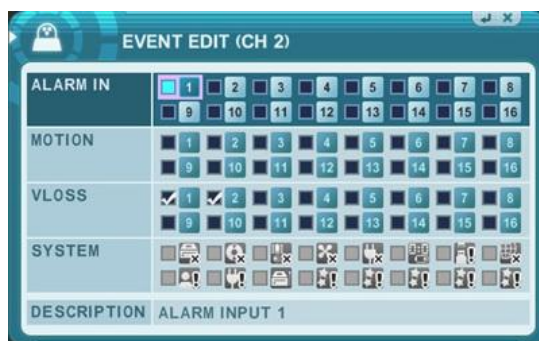 EVENT EDIT (CH 2)
ALARM IN 1 2 3 4 5 6 7 8
9 10 11 12 13 14 15 16
MOTION 1 2 3 4 5 6 7 8
9 10 11 12 13 14 15 16
VLOSS 1 2 3 4 5 6 7 8
9 10 11 12 13 14 15 16
SYSTEM
DESCRIPTION ALARM INPUT 1